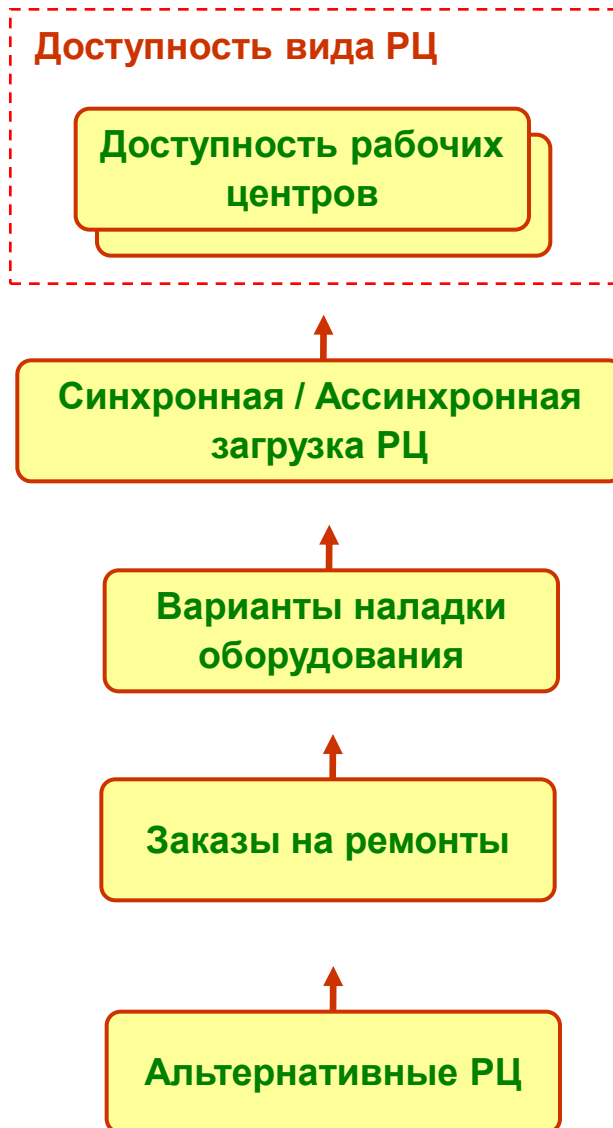 Доступность вида РЦ
Доступность рабочих
центров
Синхронная / Ассинхронная
загрузка РЦ
Варианты наладки
оборудования
Заказы на ремонты
Альтернативные РЦ